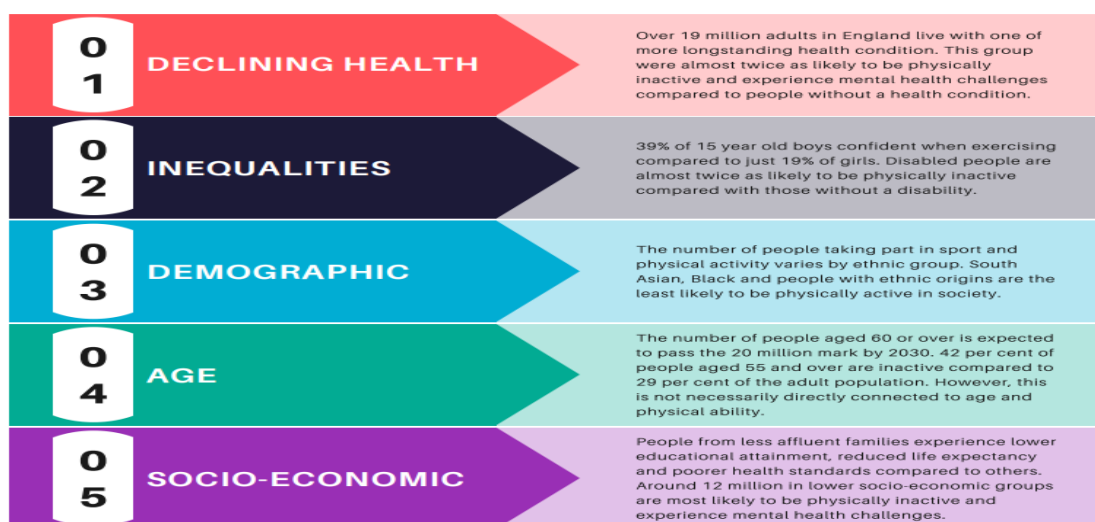 01
DECLINING HEALTH
Over 19 million adults in England live with one of
more longstanding health condition. This group
were almost twice as likely to be physically
inactive and experience mental health challenges
compared to people without a health condition.
02
INEQUALITIES
39% of 15 year old boys confident when exercising
compared to just 19% of girls. Disabled people are
almost twice as likely to be physically inactive
compared with those without a disability.
03
DEMOGRAPHIC
The number of people taking part in sport and
physical activity varies by ethnic group. South
Asian, Black and people with ethnic origins are the
least likely to be physically active in society.
04
AGE
The number of people aged 60 or over is expected
to pass the 20 million mark by 2030. 42 per cent of
people aged 55 and over are inactive compared to
29 per cent of the adult population. However, this
is not necessarily directly connected to age and
physical ability.
05
SOCIO-ECONOMIC
People from less affluent families experience lower
educational attainment, reduced life expectancy
and poorer health standards compared to others.
Around 12 million in lower socio-economic groups
are most likely to be physically inactive and
experience mental health challenges.